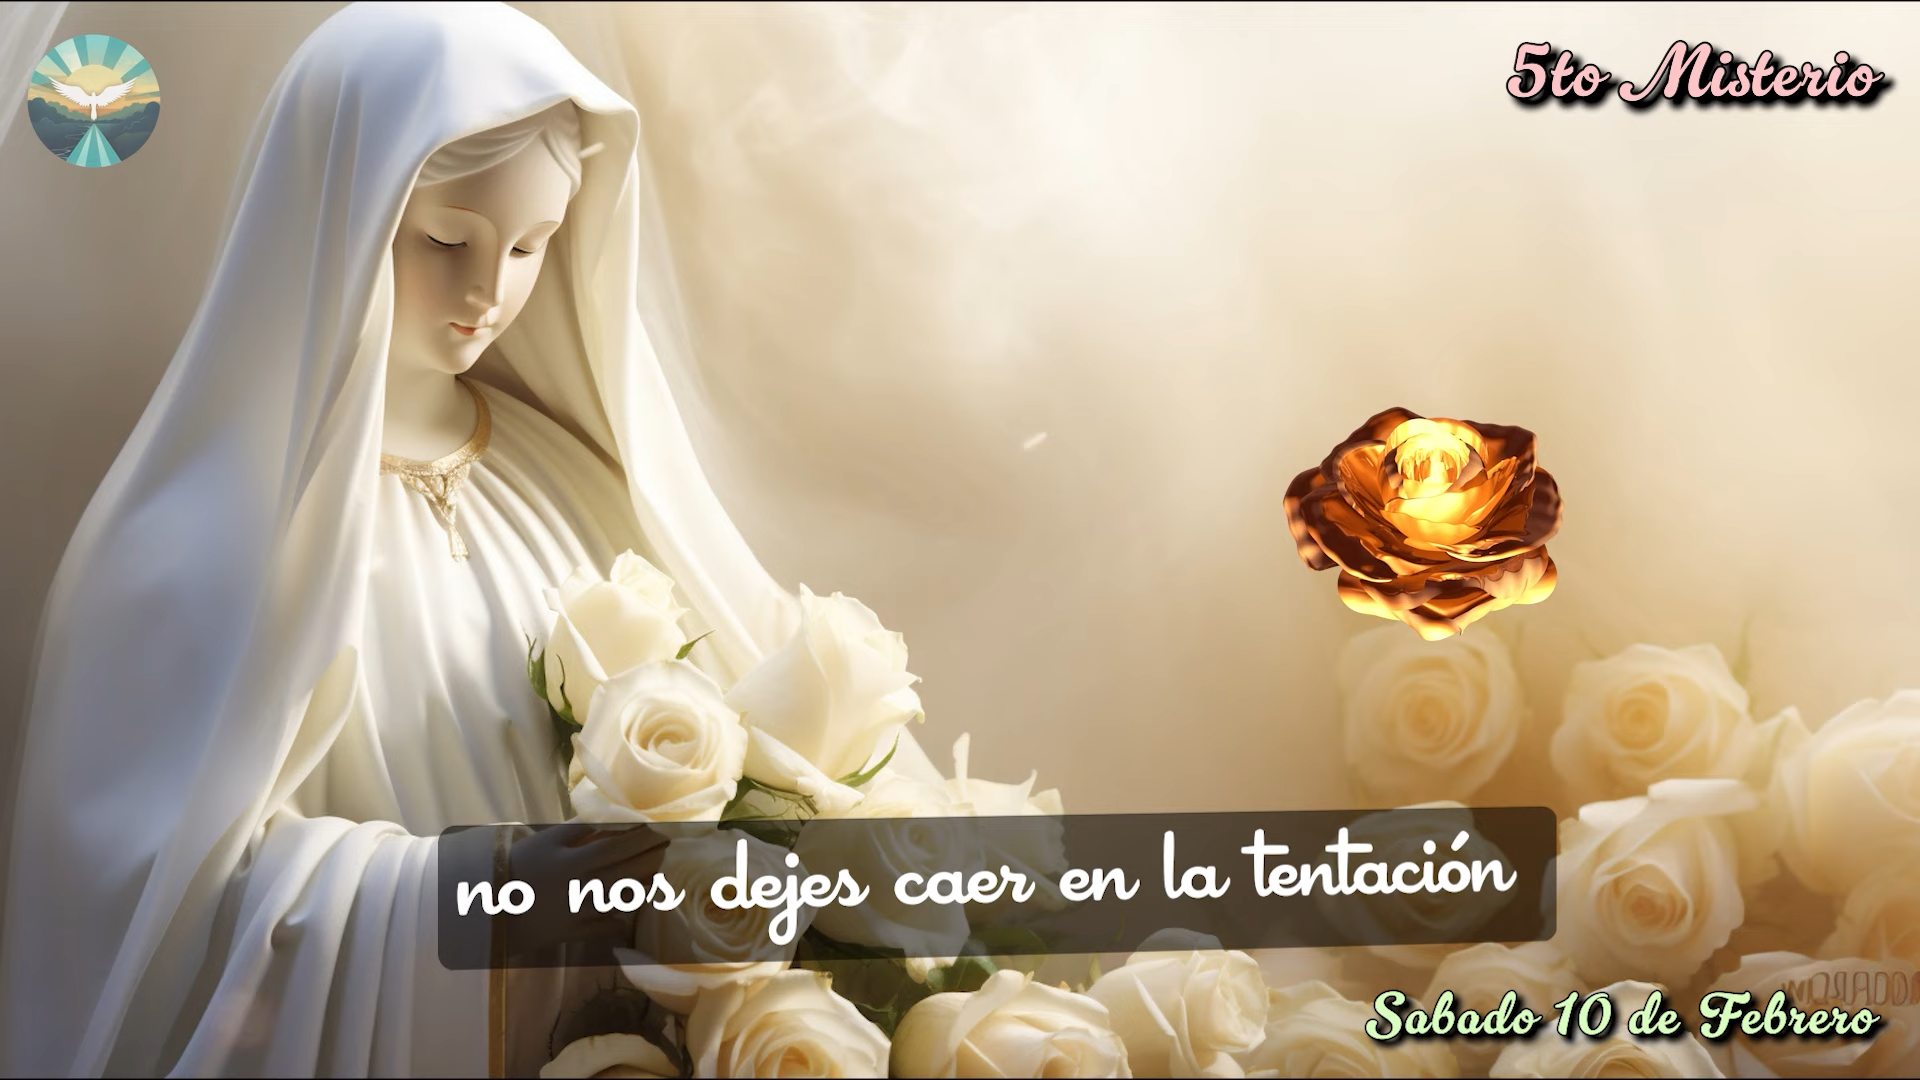 5to Misterio
no nos dejes caer en la tentación
Sabado 10 de Febrero